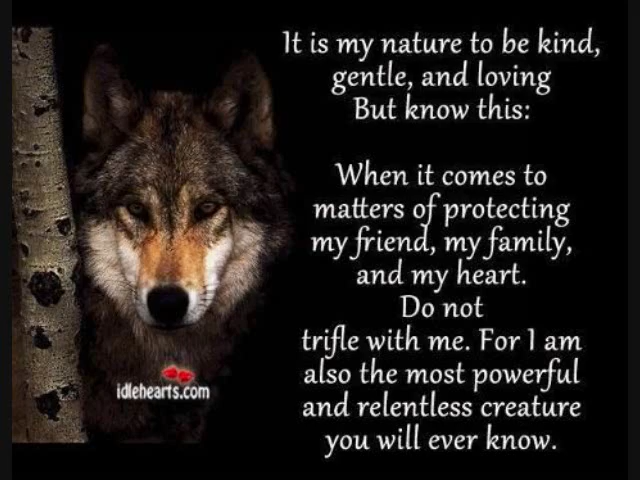 It is my nature to be kind,
gentle, and loving
But know this:
When it comes to
matters of protecting
my friend, my family,
and my heart.
Do not
trifle with me. For I am
also the most powerful
and relentless creature
you will ever know.
idlehearts.com